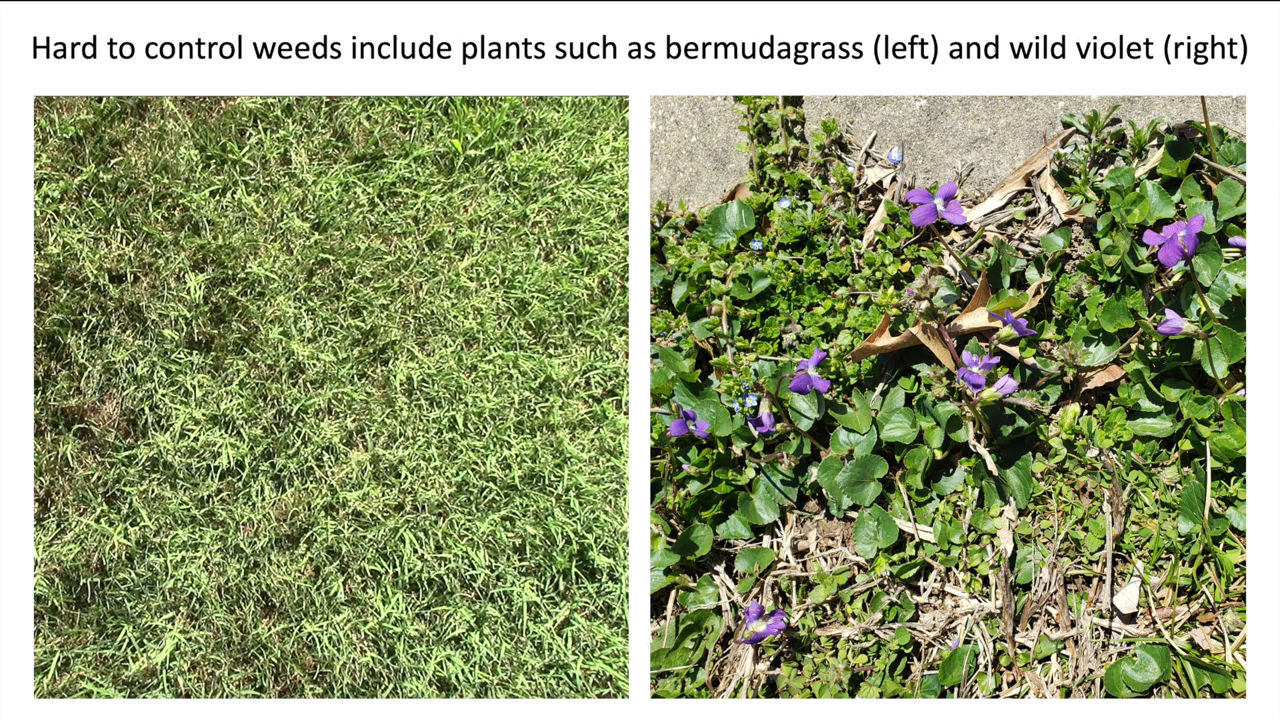 Hard to control weeds include plants such as bermudagrass (left) and wild violet (right)